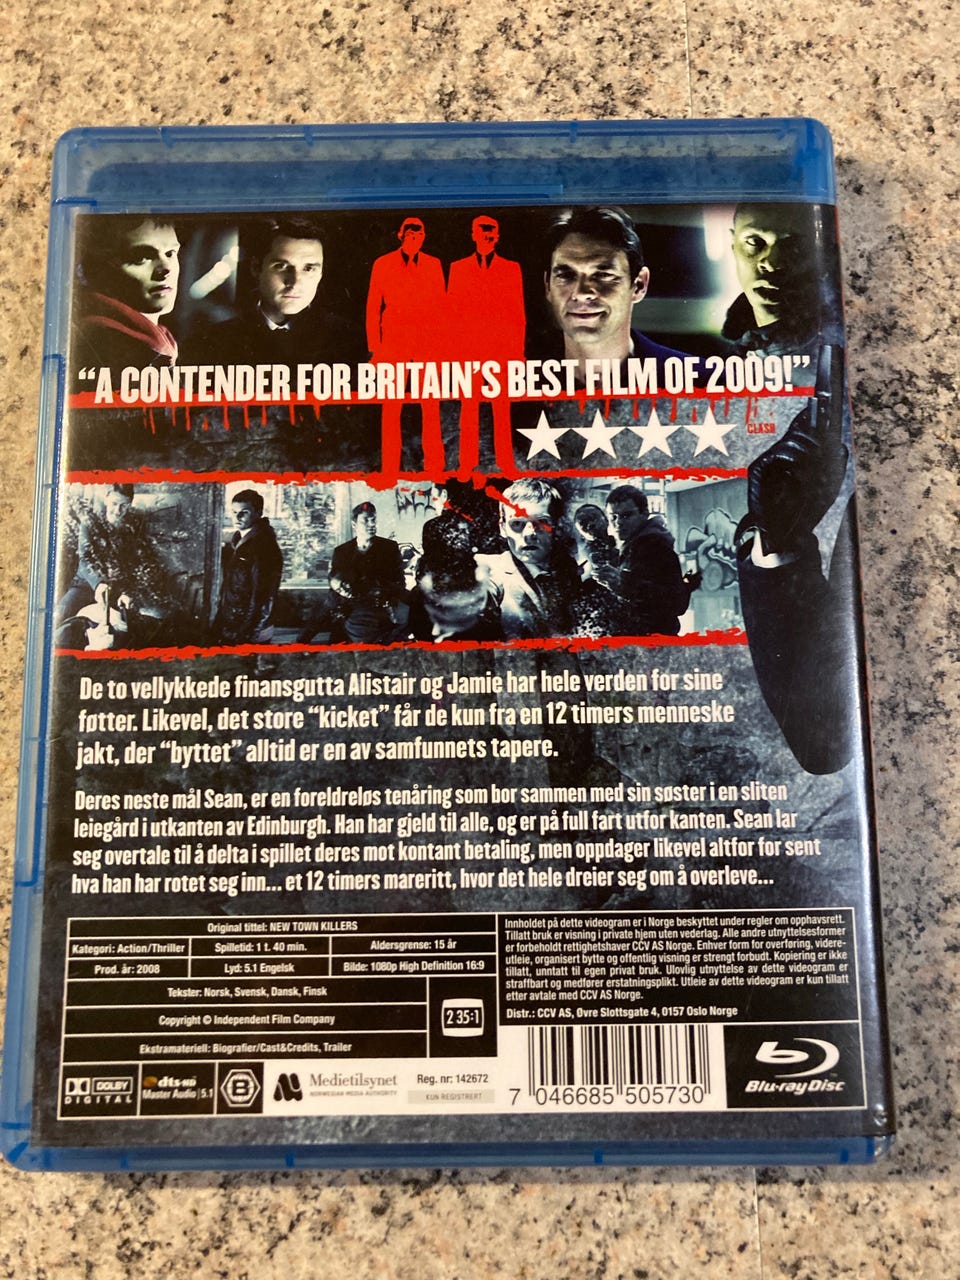 “A CONTENDER FOR BRITAIN’S BEST FILM OF 2009!”
CLASH
De to vellykkede finansgutta Alistair og Jamie har hele verden for sine
føtter. Likevel, det store “kicket” får de kun fra en 12 timers menneske
jakt, der “byttet” alltid er en av samfunnets tapere.
Deres neste mål Sean, er en foreldreløs tenåring som bor sammen med sin søster i en sliten
leiegård i utkanten av Edinburgh. Han har gjeld til alle, og er på full fart utfor kanten. Sean lar
seg overtale til å delta i spillet deres mot kontant betaling, men oppdager likevel altfor for sent
hva han har rotet seg inn... et 12 timers mareritt, hvor det hele dreier seg om å overleve...
Original tittel: NEW TOWN KILLERS
Kategori: Action/Thriller
Spilletid: 1 t. 40 min.
Aldersgrense: 15 år
Prod. år: 2008
Lyd: 5.1 Engelsk
Bilde: 1080p High Definition 16:9
Tekster: Norsk, Svensk, Dansk, Finsk
Copyright © Independent Film Company
Ekstramateriell: Biografier/Cast&Credits, Trailer
2 35:1
Innholdet på dette videogram er i Norge beskyttet under regler om opphavsrett.
Tillatt bruk er visning i private hjem uten vederlag. Alle andre utnyttelsesformer
er forbeholdt rettighetshaver CCV AS Norge. Enhver form for overføring, videre-
utleie, organisert bytte og offentlig visning er strengt forbudt. Kopiering er ikke
tillatt, unntatt til egen privat bruk. Ulovlig utnyttelse av dette videogram er
straffbart og medfører erstatningsplikt. Utleie av dette videogram er kun tillatt
etter avtale med CCV AS Norge.
Distr.: CCV AS, Øvre Slottsgate 4, 0157 Oslo Norge
DOLBY
DIGITAL
dts-HD
Master Audio | 5.1
B
Medietilsynet
NORWEGIAN MEDIA AUTHORITY
Reg. nr: 142672
KUN REGISTRERT
7 046685 505730
Blu-ray Disc